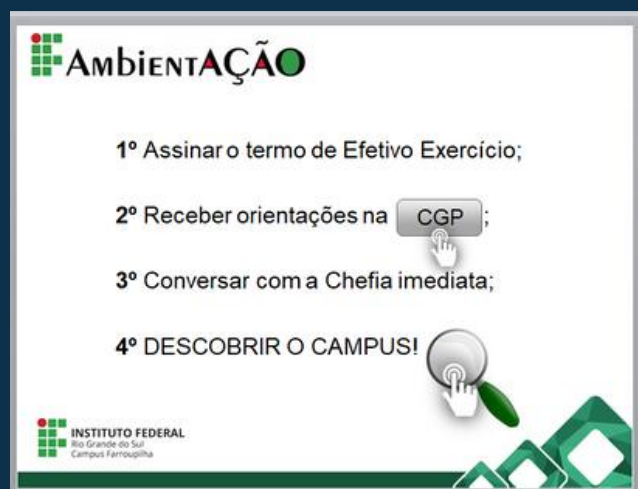 AMBIENTAÇÃO
1º Assinar o termo de Efetivo Exercício;
2º Receber orientações na CGP ;
3º Conversar com a Chefia imediata;
4º DESCOBRIR O CAMPUS!
INSTITUTO FEDERAL
Rio Grande do Sul
Campus Farroupilha